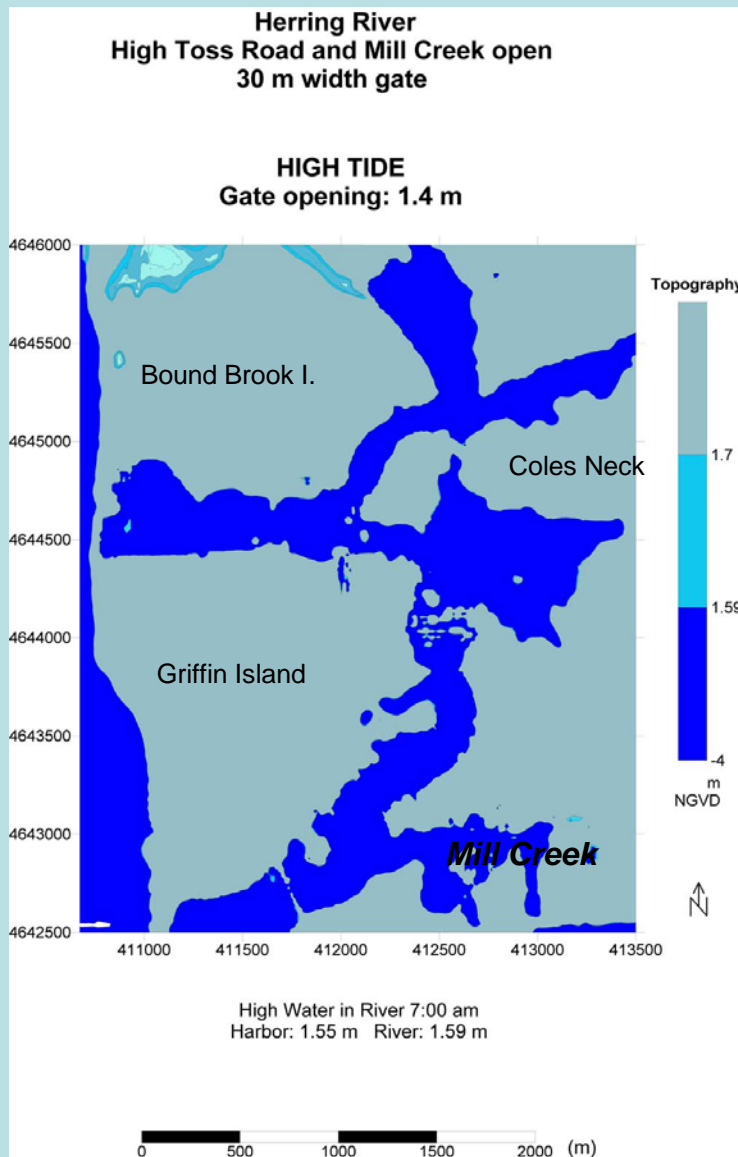 Herring River
High Toss Road and Mill Creek open
30 m width gate
HIGH TIDE
Gate opening: 1.4 m
4646000
4645500
4645000
4644500
4644000
4643500
4643000
4642500
Bound Brook I.
Coles Neck
Griffin Island
Mill Creek
411000 411500 412000 412500 413000 413500
Topography
1.7
1.59
-4
m
NGVD
N
High Water in River 7:00 am
Harbor: 1.55 m River: 1.59 m
0 500 1000 1500 2000 (m)